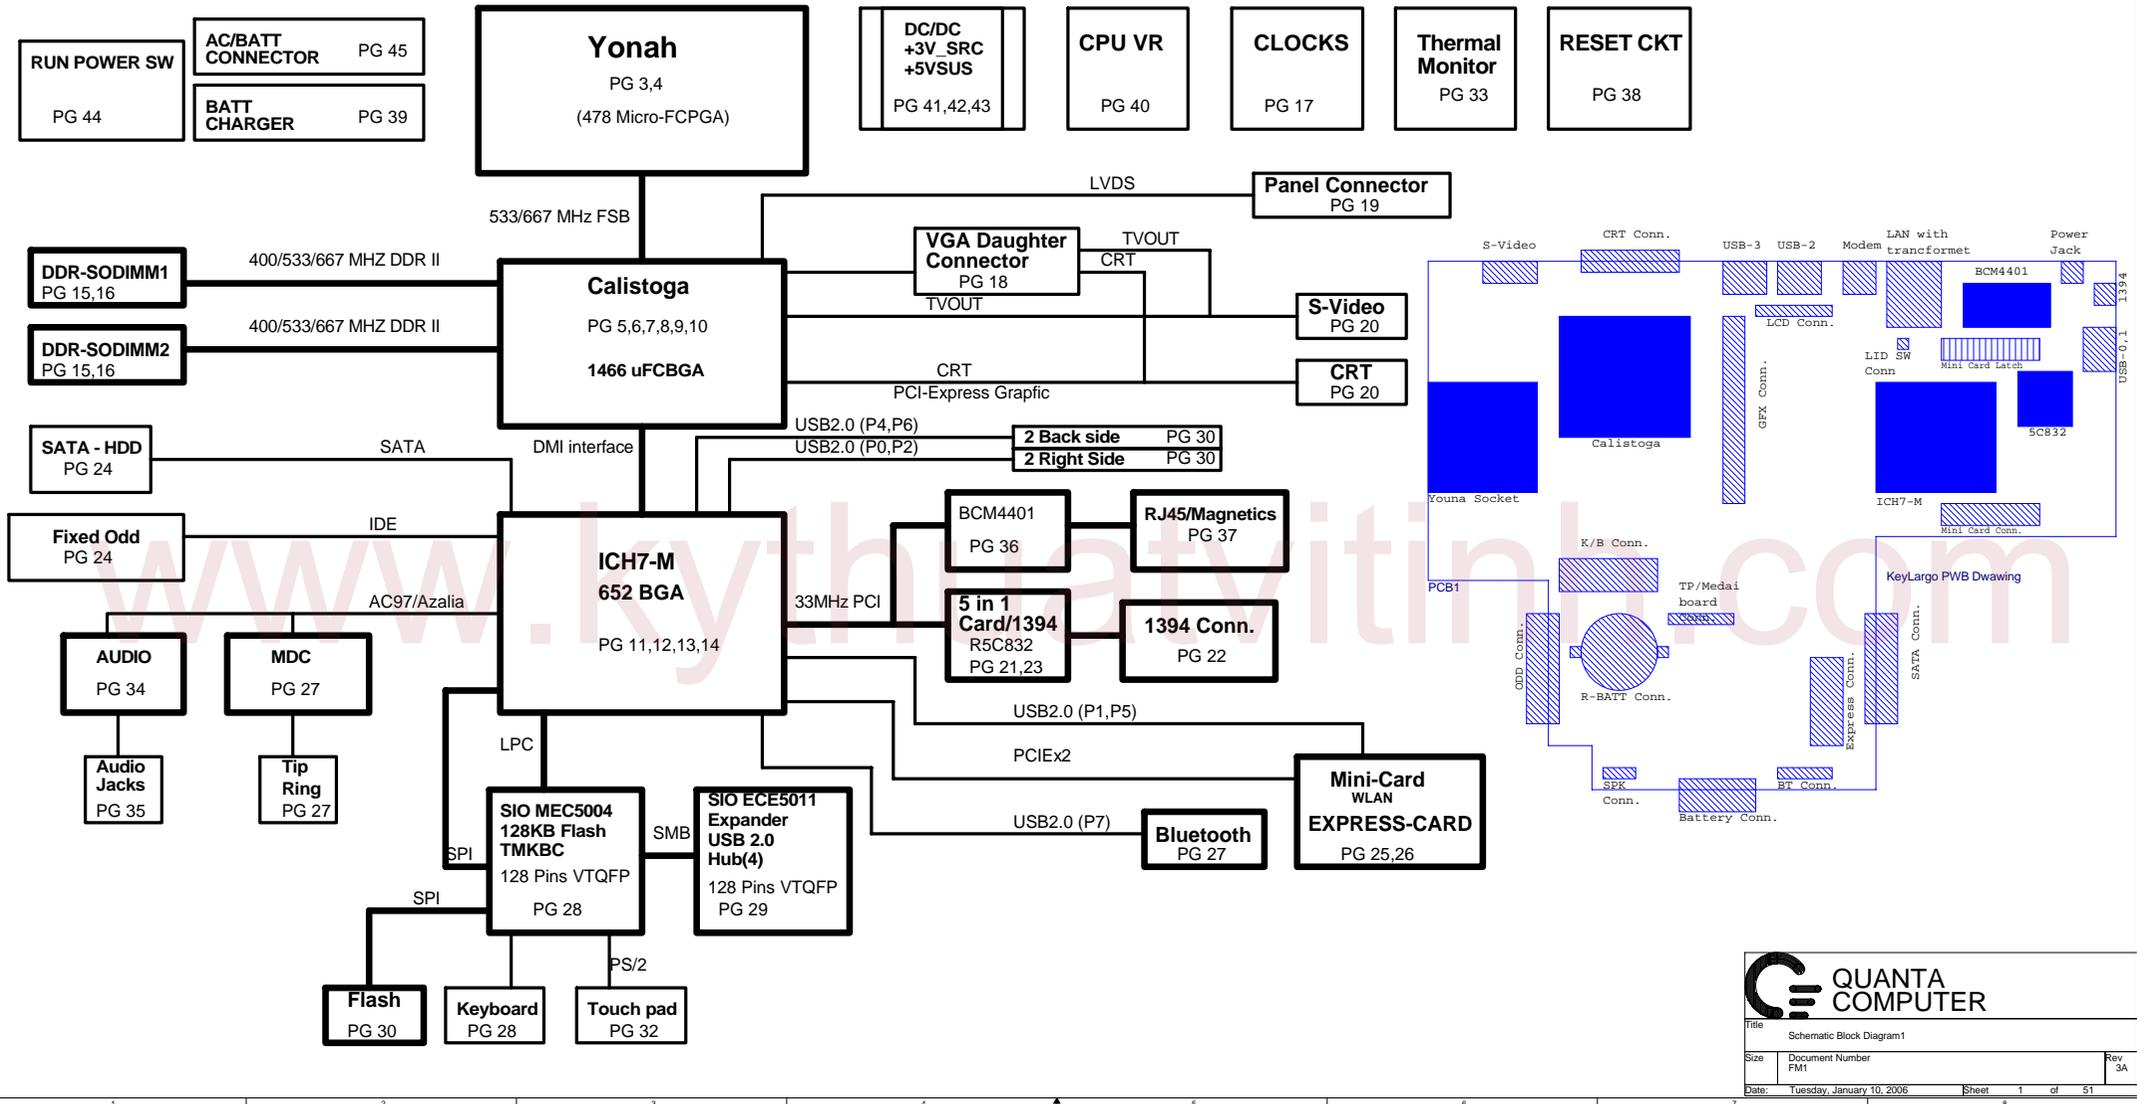 RUN POWER SW
PG 44
AC/BATT
CONNECTOR
PG 45
BATT
CHARGER
PG 39
Yonah
PG 3,4
(478 Micro-FCPGA)
DC/DC
+3V_SRC
+5VSUS
PG 41,42,43
CPU VR
PG 40
CLOCKS
PG 17
Thermal
Monitor
PG 33
RESET CKT
PG 38
533/667 MHz FSB
LVDS
Panel Connector
PG 19
DDR-SODIMM1
PG 15,16
400/533/667 MHZ DDR II
DDR-SODIMM2
PG 15,16
400/533/667 MHZ DDR II
Calistoga
PG 5,6,7,8,9,10
1466 uFCBGA
VGA Daughter
Connector
PG 18
TVOUT
CRT
TVOUT
S-Video
PG 20
CRT
PCI-Express Grapfic
CRT
PG 20
SATA - HDD
PG 24
SATA
DMI interface
USB2.0 (P4,P6)
USB2.0 (P0,P2)
2 Back side PG 30
2 Right Side PG 30
Fixed Odd
PG 24
IDE
ICH7-M
652 BGA
PG 11,12,13,14
BCM4401
PG 36
RJ45/Magnetics
PG 37
33MHz PCI
5 in 1
Card/1394
R5C832
PG 21,23
1394 Conn.
PG 22
AC97/Azalia
AUDIO
PG 34
MDC
PG 27
Audio
Jacks
PG 35
Tip
Ring
PG 27
LPC
SPI
SPI
SIO MEC5004
128KB Flash
TMKBC
128 Pins VTQFP
PG 28
SMB
SIO ECE5011
Expander
USB 2.0
Hub(4)
128 Pins VTQFP
PG 29
USB2.0 (P1,P5)
PCIEx2
USB2.0 (P7)
Bluetooth
PG 27
Mini-Card
WLAN
EXPRESS-CARD
PG 25,26
PS/2
Flash
PG 30
Keyboard
PG 28
Touch pad
PG 32
S-Video
CRT Conn.
USB-3
USB-2
Modem
LAN with
trancformet
Power
Jack
BCM4401
1394
LCD Conn.
USB-0,1
LID SW
Conn
Mini Card Latch
GFX Conn.
Calistoga
5C832
Youna Socket
ICH7-M
Mini Card Conn.
K/B Conn.
PCB1
KeyLargo PWB Dwawing
TP/Medai
board
Conn.
ODD Conn.
R-BATT Conn.
Express Conn.
SATA Conn.
SPK
Conn.
BT Conn.
Battery Conn.
www.kythuatvitinh.com
QUANTA
COMPUTER
Title
Schematic Block Diagram1
Size
Document Number
FM1
Rev
3A
Date: Tuesday, January 10, 2006
Sheet 1 of 51